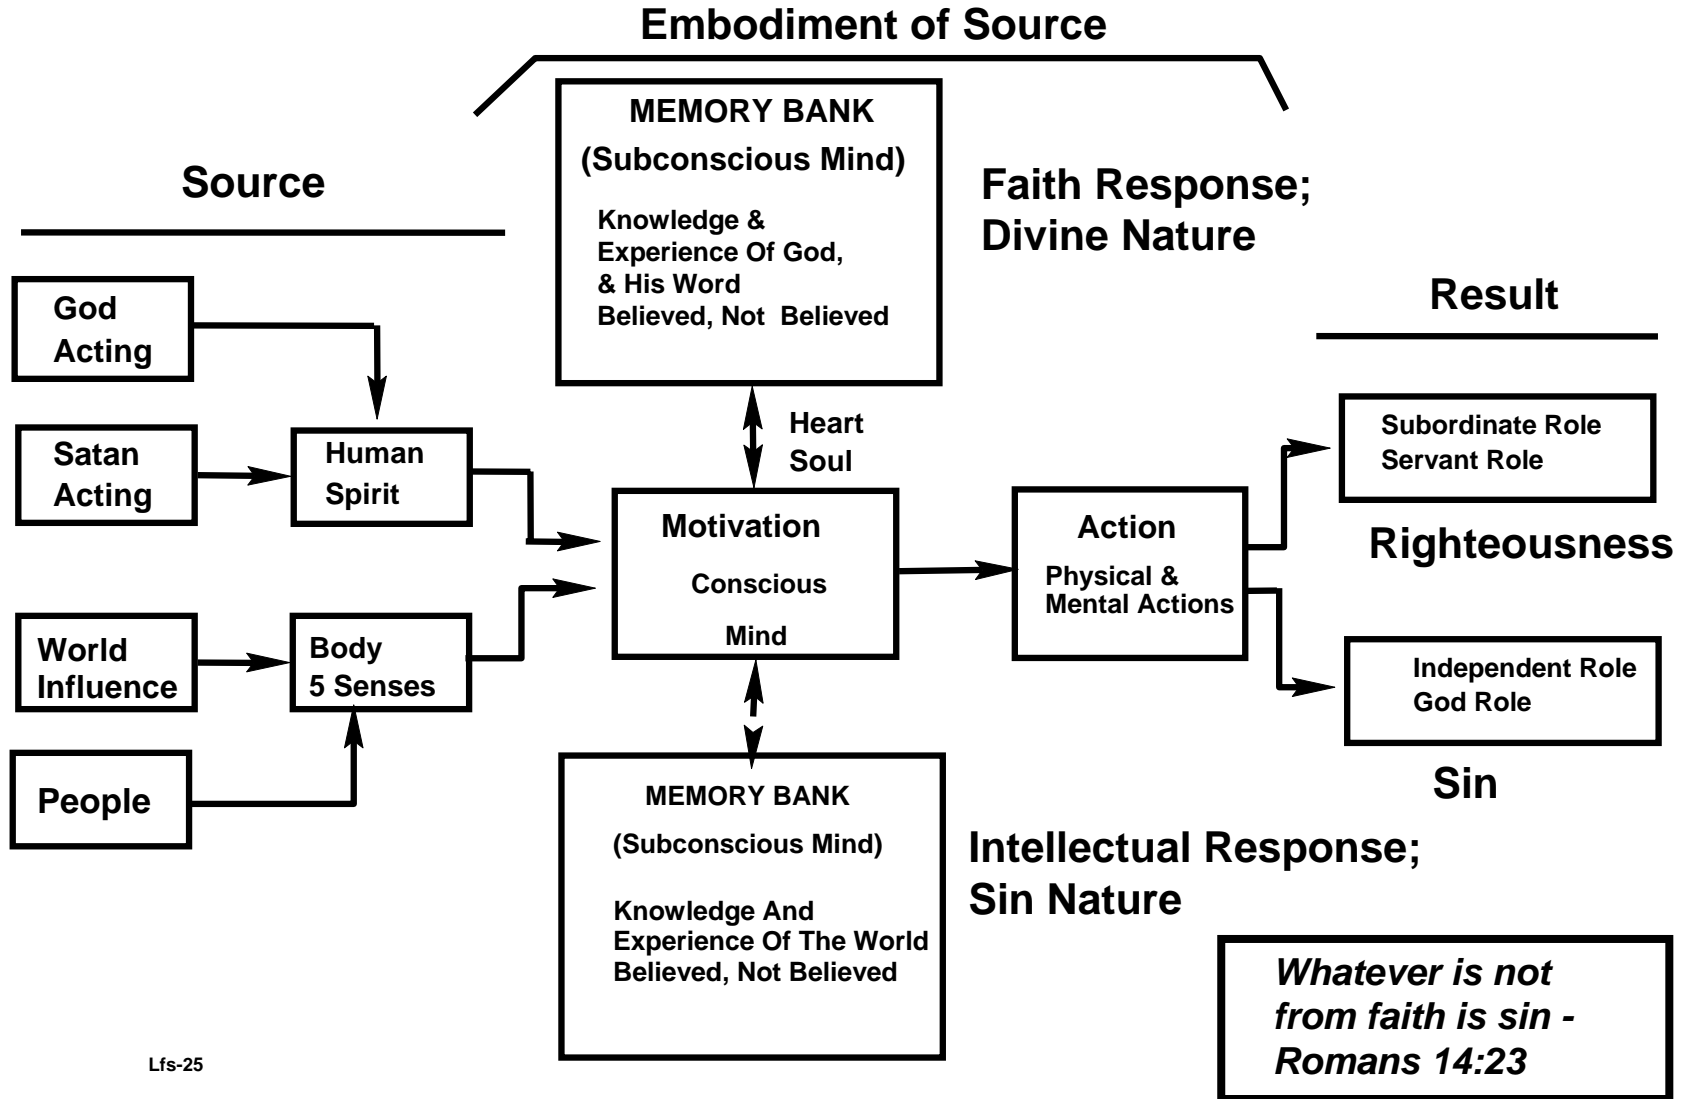 Embodiment of Source
Source
God
Acting
Satan
Acting
World
Influence
People
Human
Spirit
Body
5 Senses
MEMORY BANK
(Subconscious Mind)
Knowledge &
Experience Of God,
& His Word
Believed, Not Believed
Faith Response;
Divine Nature
Heart
Soul
Motivation
Conscious
Mind
MEMORY BANK
(Subconscious Mind)
Knowledge And
Experience Of The World
Believed, Not Believed
Intellectual Response;
Sin Nature
Action
Physical &
Mental Actions
Result
Subordinate Role
Servant Role
Righteousness
Independent Role
God Role
Sin
Whatever is not
from faith is sin -
Romans 14:23
Lfs-25